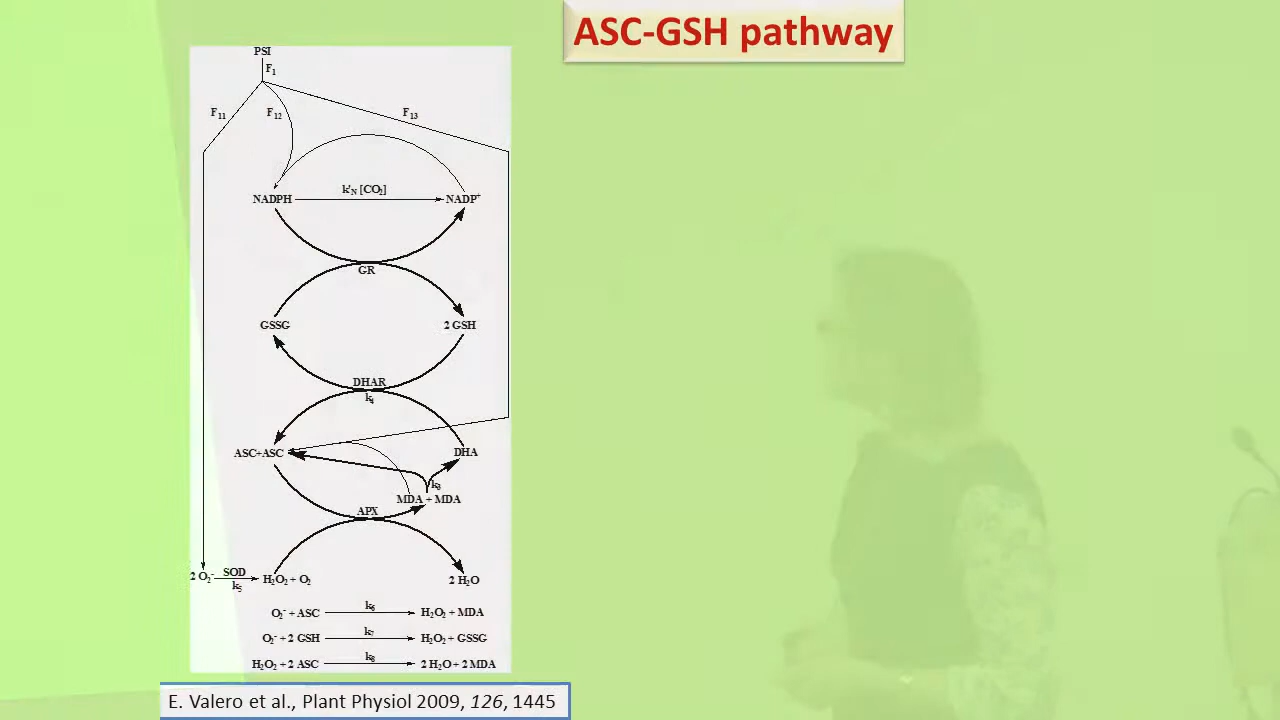 ASC-GSH pathway
PSI
F1
F11
F12
F13
NADPH
k'N [CO2]
NADP+
GR
GSSG
2 GSH
DHAR
k4
ASC+ASC
DHA
k3
MDA + MDA
APX
2 O2-
SOD
k5
H2O2 + O2
2 H2O
O2- + ASC k6 H2O2 + MDA
O2- + 2 GSH k7 H2O2 + GSSG
H2O2 + 2 ASC k8 2 H2O + 2 MDA
E. Valero et al., Plant Physiol 2009, 126, 1445